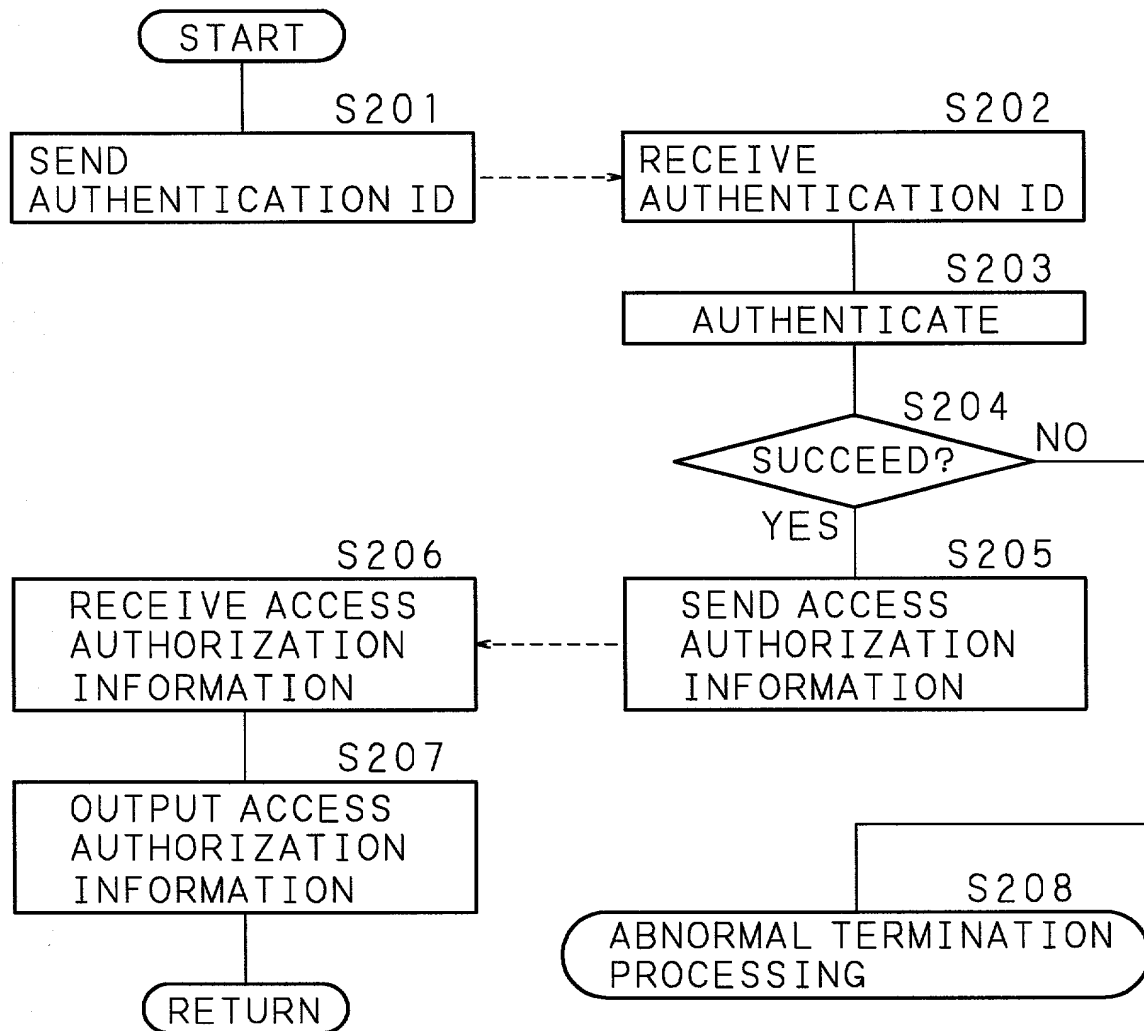 START
S201
SEND
AUTHENTICATION ID
S202
RECEIVE
AUTHENTICATION ID
S203
AUTHENTICATE
S204
SUCCEED?
NO
YES
S205
SEND ACCESS
AUTHORIZATION
INFORMATION
S206
RECEIVE ACCESS
AUTHORIZATION
INFORMATION
S207
OUTPUT ACCESS
AUTHORIZATION
INFORMATION
RETURN
S208
ABNORMAL TERMINATION
PROCESSING